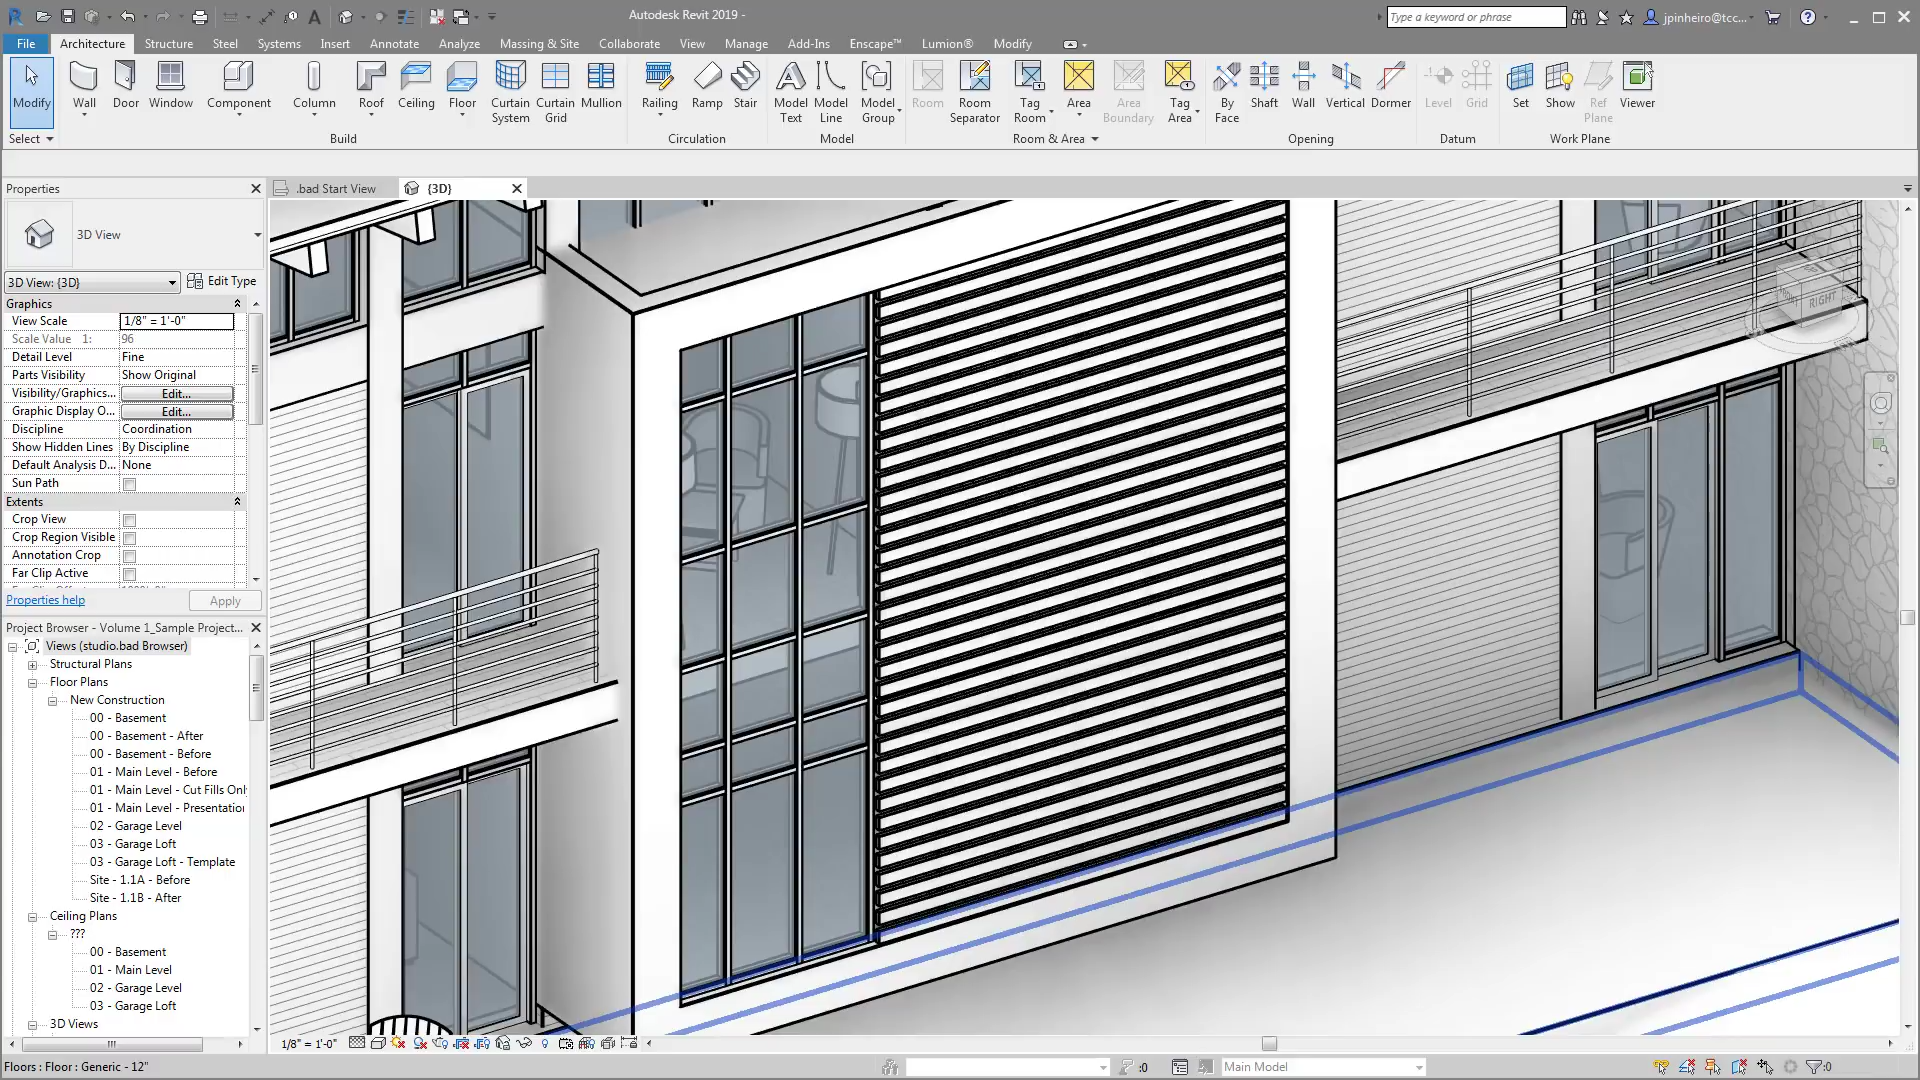 Autodesk Revit 2019 -
Type a keyword or phrase
jpinheiro@tcc...
File Architecture Structure Steel Systems Insert Annotate Analyze Massing & Site Collaborate View Manage Add-Ins Enscape™ Lumion® Modify
Modify Wall Door Window Component Column Roof Ceiling Floor Curtain System Curtain Grid Mullion Railing Ramp Stair Model Text Model Line Model Group Room Room Separator Tag Room Area Area Boundary Tag Area By Face Shaft Wall Vertical Dormer Level Grid Set Show Ref Plane Viewer
Select Build Circulation Model Room & Area Opening Datum Work Plane
Properties
.bad Start View
{3D}
3D View
3D View: {3D}
Edit Type
Graphics
View Scale 1/8" = 1'-0"
Scale Value 1: 96
Detail Level Fine
Parts Visibility Show Original
Visibility/Graphics... Edit...
Graphic Display O... Edit...
Discipline Coordination
Show Hidden Lines By Discipline
Default Analysis D... None
Sun Path
Extents
Crop View
Crop Region Visible
Annotation Crop
Far Clip Active
Properties help
Apply
Project Browser - Volume 1_Sample Project...
Views (studio.bad Browser)
Structural Plans
Floor Plans
New Construction
00 - Basement
00 - Basement - After
00 - Basement - Before
01 - Main Level - Before
01 - Main Level - Cut Fills Onl
01 - Main Level - Presentation
02 - Garage Level
03 - Garage Loft
03 - Garage Loft - Template
Site - 1.1A - Before
Site - 1.1B - After
Ceiling Plans
???
00 - Basement
01 - Main Level
02 - Garage Level
03 - Garage Loft
3D Views
RIGHT
1/8" = 1'-0"
Floors : Floor : Generic - 12"
:0
Main Model
:0